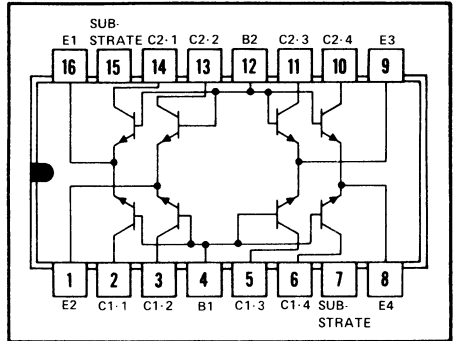 SUB-
E1 STRATE C2·1 C2·2 B2 C2·3 C2·4 E3
16 15 14 13 12 11 10 9
1 2 3 4 5 6 7 8
E2 C1·1 C1·2 B1 C1·3 C1·4 SUB- E4
STRATE